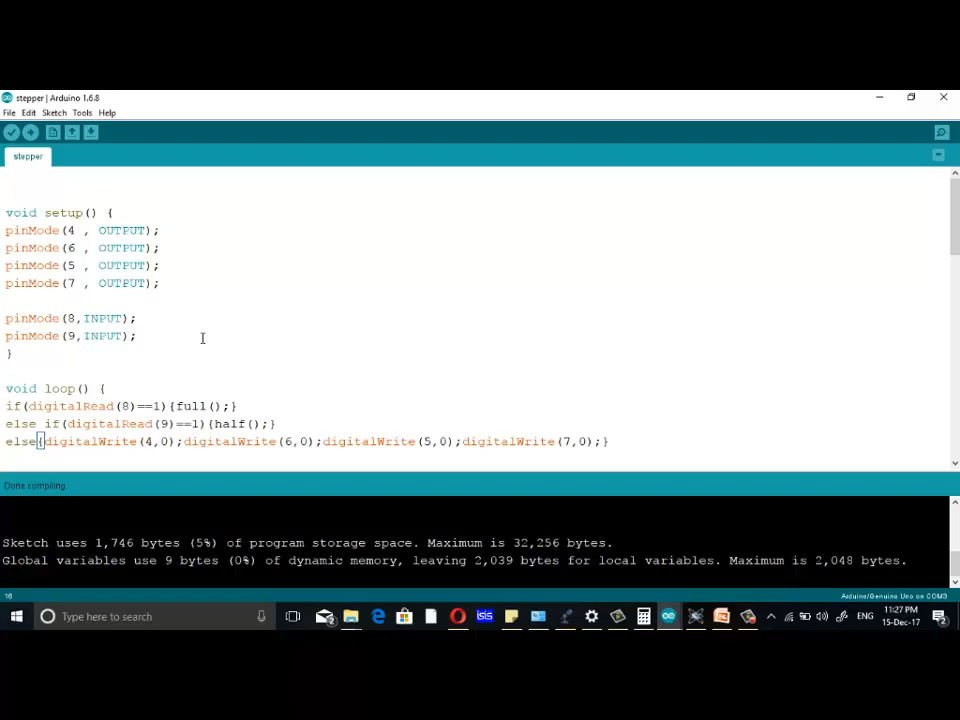 stepper | Arduino 1.6.8
File Edit Sketch Tools Help
stepper
void setup() {
pinMode(4 , OUTPUT);
pinMode(6 , OUTPUT);
pinMode(5 , OUTPUT);
pinMode(7 , OUTPUT);
pinMode(8,INPUT);
pinMode(9,INPUT);
}
void loop() {
if(digitalRead(8)==1){full();}
else if(digitalRead(9)==1){half();}
else{digitalWrite(4,0);digitalWrite(6,0);digitalWrite(5,0);digitalWrite(7,0);}
Done compiling.
Sketch uses 1,746 bytes (5%) of program storage space. Maximum is 32,256 bytes.
Global variables use 9 bytes (0%) of dynamic memory, leaving 2,039 bytes for local variables. Maximum is 2,048 bytes.
16
Arduino/Genuino Uno on COM3
Type here to search
isis
ENG
11:27 PM
15-Dec-17